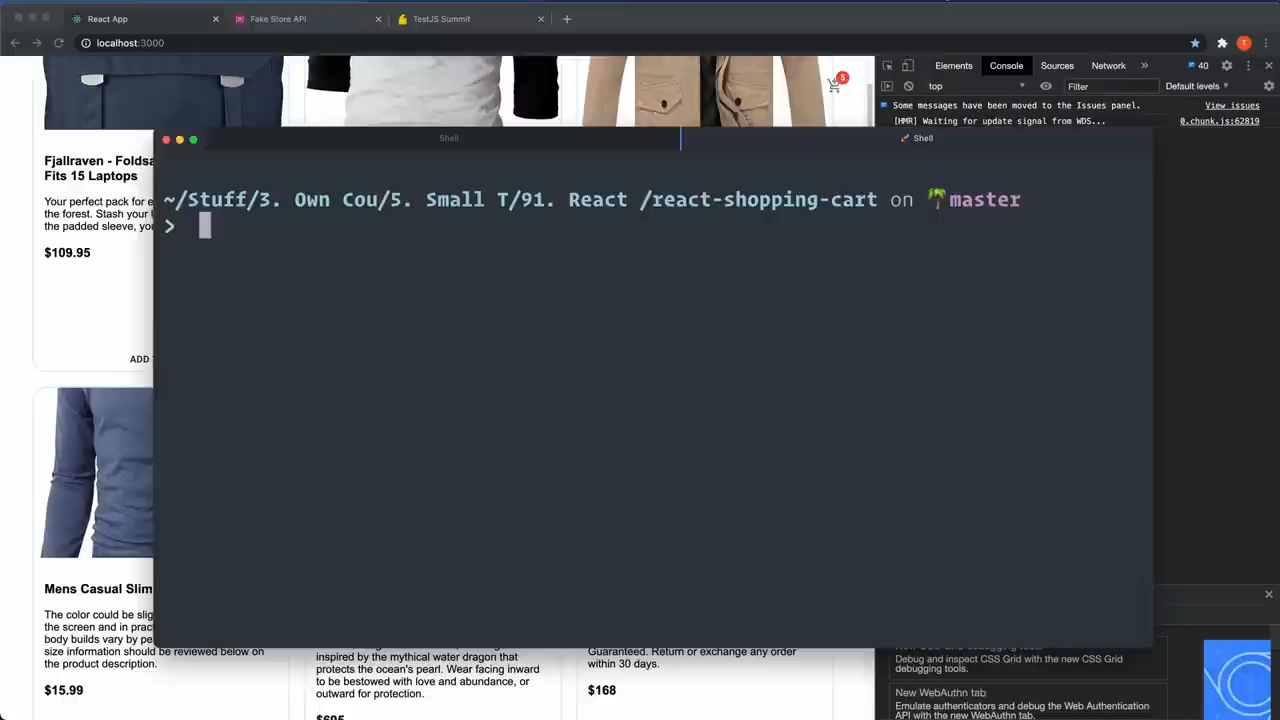 React App
Fake Store API
TestJS Summit
localhost:3000
T
5
Elements
Console
Sources
Network
40
top
Filter
Default levels
Some messages have been moved to the Issues panel.
View issues
[HMR] Waiting for update signal from WDS...
0.chunk.js:62819
Fjallraven - Foldsa
Fits 15 Laptops
Your perfect pack for e
the forest. Stash your
the padded sleeve, you
$109.95
ADD
Shell
Shell
~/Stuff/3. Own Cou/5. Small T/91. React /react-shopping-cart on 🌴master
>
Mens Casual Slim
The color could be slig
the screen and in prac
body builds vary by pe
size information should be reviewed below on
the product description.
$15.99
inspired by the mythical water dragon that
protects the ocean's pearl. Wear facing inward
to be bestowed with love and abundance, or
outward for protection.
$695
Guaranteed. Return or exchange any order
within 30 days.
$168
Debug and inspect CSS Grid with the new CSS Grid
debugging tools.
New WebAuthn tab
Emulate authenticators and debug the Web Authentication
API with the new WebAuthn tab.